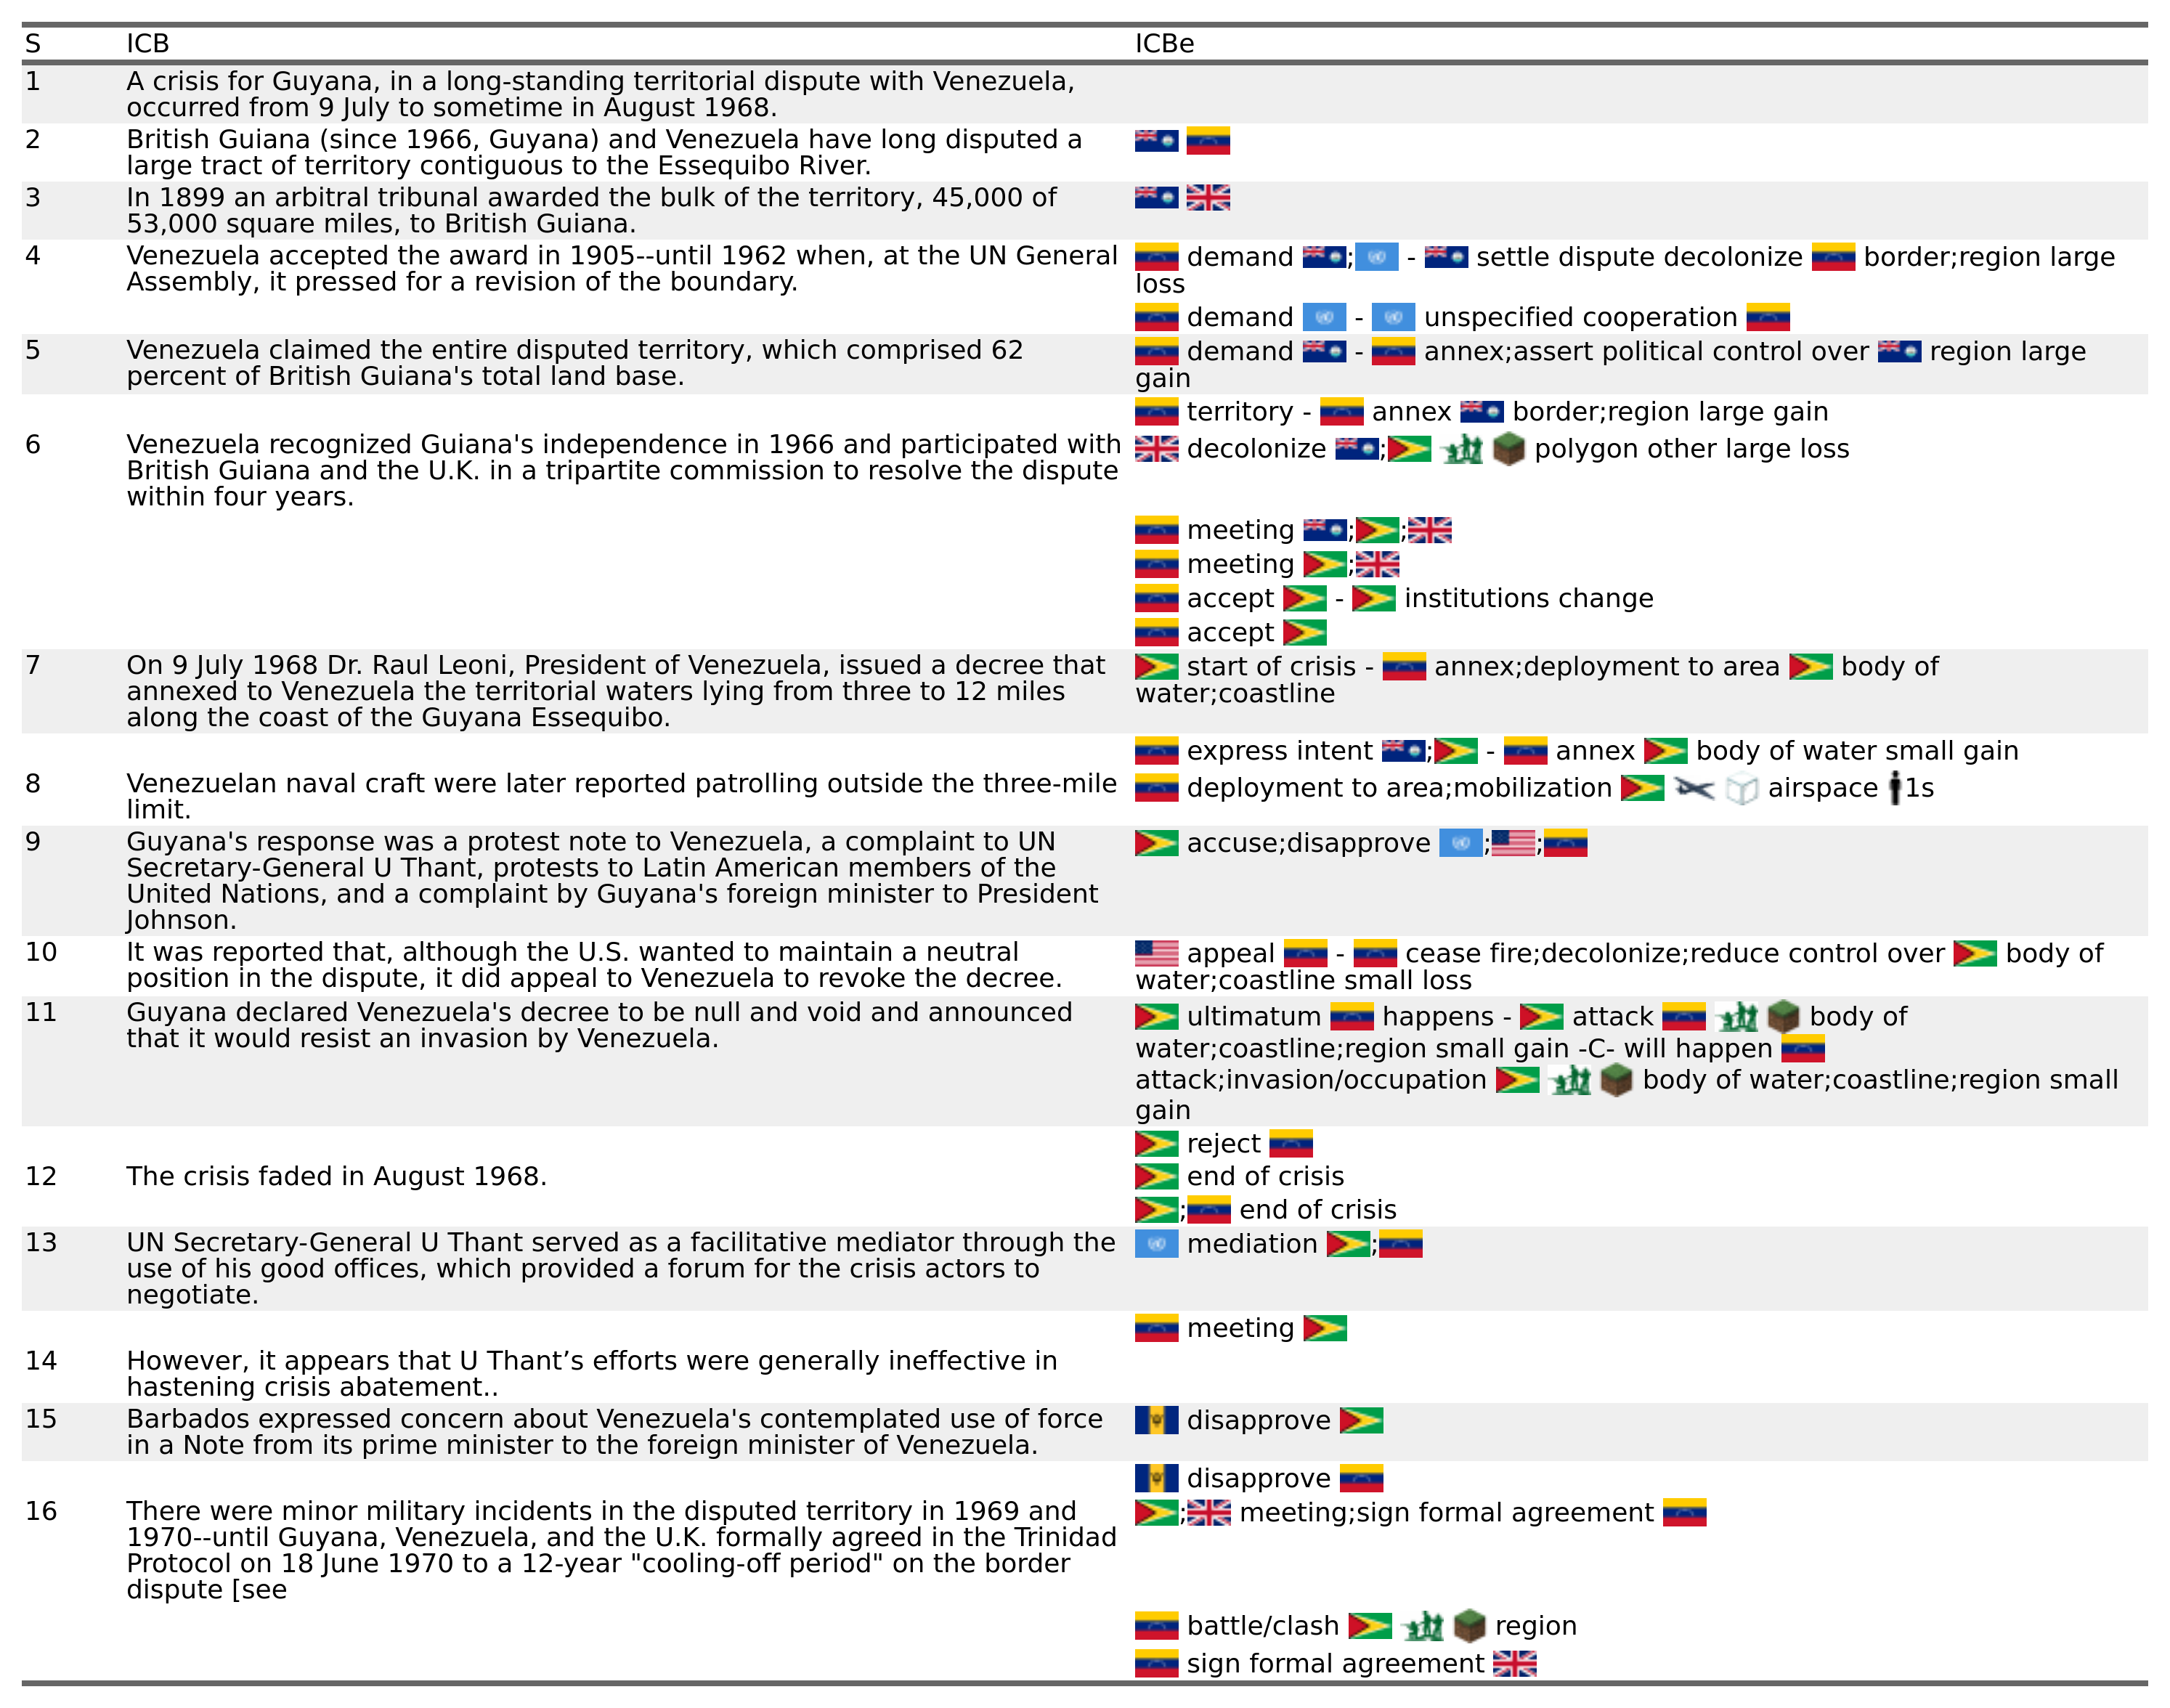 S ICB ICBe
1 A crisis for Guyana, in a long-standing territorial dispute with Venezuela,
occurred from 9 July to sometime in August 1968.
2 British Guiana (since 1966, Guyana) and Venezuela have long disputed a
large tract of territory contiguous to the Essequibo River.
3 In 1899 an arbitral tribunal awarded the bulk of the territory, 45,000 of
53,000 square miles, to British Guiana.
4 Venezuela accepted the award in 1905--until 1962 when, at the UN General
Assembly, it pressed for a revision of the boundary.
demand ; - settle dispute decolonize border;region large
loss
demand - unspecified cooperation
5 Venezuela claimed the entire disputed territory, which comprised 62
percent of British Guiana's total land base.
demand - annex;assert political control over region large
gain
territory - annex border;region large gain
6 Venezuela recognized Guiana's independence in 1966 and participated with
British Guiana and the U.K. in a tripartite commission to resolve the dispute
within four years.
decolonize ; polygon other large loss
meeting ; ;
meeting ;
accept - institutions change
accept
7 On 9 July 1968 Dr. Raul Leoni, President of Venezuela, issued a decree that
annexed to Venezuela the territorial waters lying from three to 12 miles
along the coast of the Guyana Essequibo.
start of crisis - annex;deployment to area body of
water;coastline
express intent ; - annex body of water small gain
8 Venezuelan naval craft were later reported patrolling outside the three-mile
limit.
deployment to area;mobilization airspace 1s
9 Guyana's response was a protest note to Venezuela, a complaint to UN
Secretary-General U Thant, protests to Latin American members of the
United Nations, and a complaint by Guyana's foreign minister to President
Johnson.
accuse;disapprove ; ;
10 It was reported that, although the U.S. wanted to maintain a neutral
position in the dispute, it did appeal to Venezuela to revoke the decree.
appeal - cease fire;decolonize;reduce control over body of
water;coastline small loss
11 Guyana declared Venezuela's decree to be null and void and announced
that it would resist an invasion by Venezuela.
ultimatum happens - attack body of
water;coastline;region small gain -C- will happen
attack;invasion/occupation body of water;coastline;region small
gain
reject
12 The crisis faded in August 1968.
end of crisis
; end of crisis
13 UN Secretary-General U Thant served as a facilitative mediator through the
use of his good offices, which provided a forum for the crisis actors to
negotiate.
mediation ;
meeting
14 However, it appears that U Thant’s efforts were generally ineffective in
hastening crisis abatement..
15 Barbados expressed concern about Venezuela's contemplated use of force
in a Note from its prime minister to the foreign minister of Venezuela.
disapprove
disapprove
16 There were minor military incidents in the disputed territory in 1969 and
1970--until Guyana, Venezuela, and the U.K. formally agreed in the Trinidad
Protocol on 18 June 1970 to a 12-year "cooling-off period" on the border
dispute [see
; meeting;sign formal agreement
battle/clash region
sign formal agreement